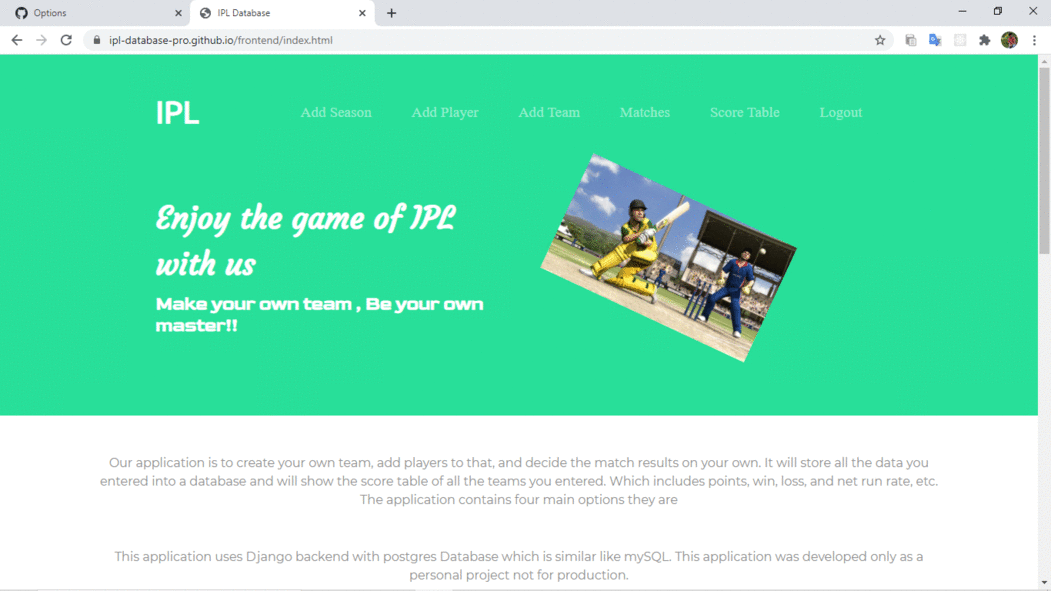 Options
IPL Database
ipl-database-pro.github.io/frontend/index.html
IPL
Add Season
Add Player
Add Team
Matches
Score Table
Logout
Enjoy the game of IPL
with us
Make your own team , Be your own
master!!
Our application is to create your own team, add players to that, and decide the match results on your own. It will store all the data you
entered into a database and will show the score table of all the teams you entered. Which includes points, win, loss, and net run rate, etc.
The application contains four main options they are
This application uses Django backend with postgres Database which is similar like mySQL. This application was developed only as a
personal project not for production.